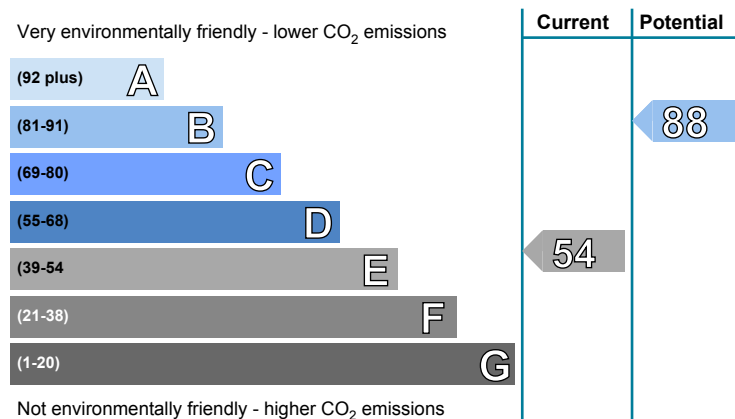 Very environmentally friendly - lower CO₂ emissions
Current
Potential
(92 plus) A
(81-91) B
88
(69-80) C
(55-68) D
(39-54 E
54
(21-38) F
(1-20) G
Not environmentally friendly - higher CO₂ emissions